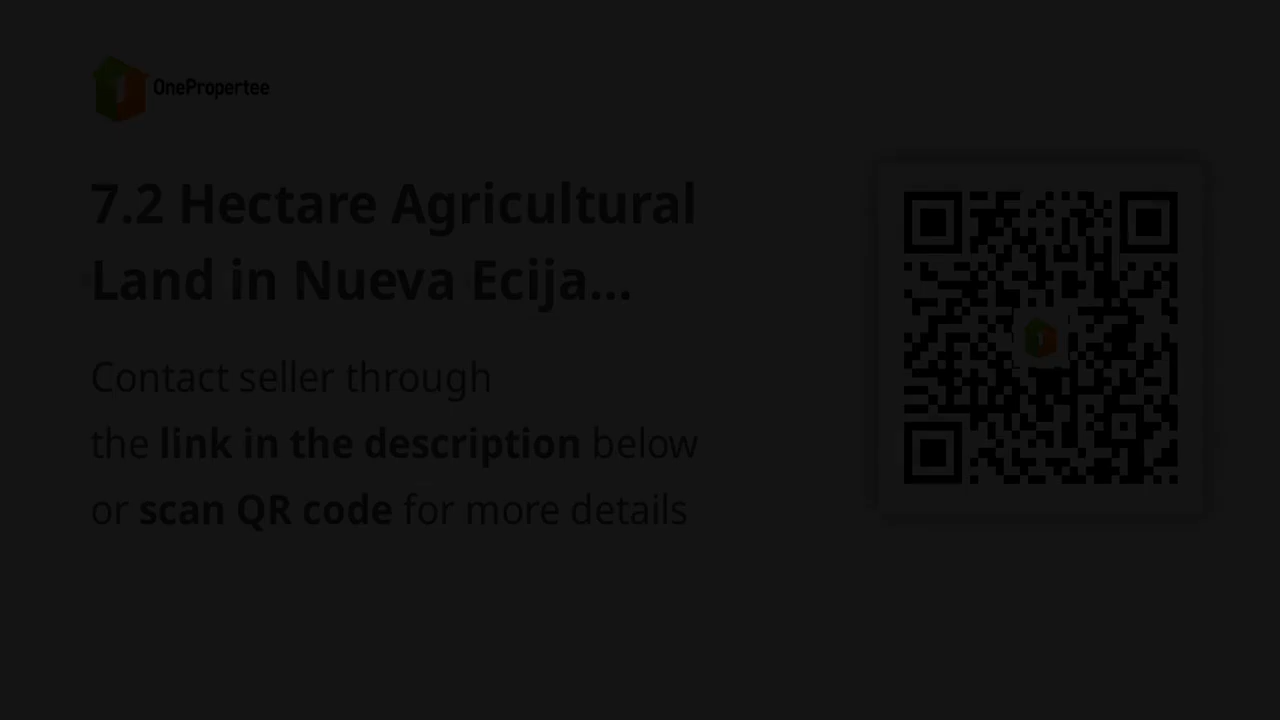 OnePropertee
7.2 Hectare Agricultural
Land in Nueva Ecija...
Contact seller through
the link in the description below
or scan QR code for more details